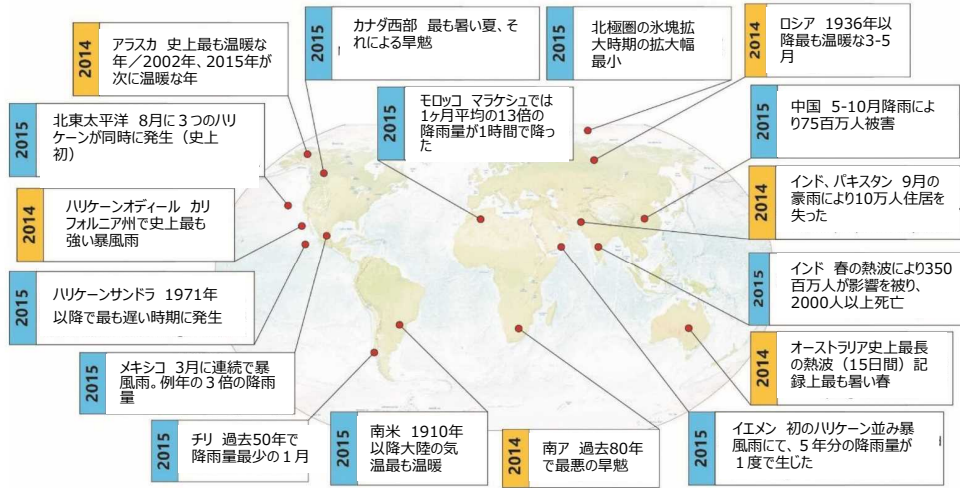 2014
アラスカ 史上最も温暖な
年／2002年、2015年が
次に温暖な年
2015
カナダ西部 最も暑い夏、そ
れによる旱魃
2015
北極圏の氷塊拡
大時期の拡大幅
最小
2014
ロシア 1936年以
降最も温暖な3-5
月
2015
北東太平洋 8月に３つのハリ
ケーンが同時に発生（史上
初）
2015
モロッコ マラケシュでは
1ヶ月平均の13倍の
降雨量が1時間で降っ
た
2015
中国 5-10月降雨によ
り75百万人被害
2014
ハリケーンオディール カリ
フォルニア州で史上最も
強い暴風雨
2014
インド、パキスタン 9月の
豪雨により10万人住居を
失った
2015
ハリケーンサンドラ 1971年
以降で最も遅い時期に発生
2015
インド 春の熱波により350
百万人が影響を被り、
2000人以上死亡
2015
メキシコ 3月に連続で暴
風雨。例年の３倍の降雨
量
2014
オーストラリア史上最長
の熱波（15日間）記
録上最も暑い春
2015
チリ 過去50年で
降雨量最少の１月
2015
南米 1910年
以降大陸の気
温最も温暖
2014
南ア 過去80年
で最悪の旱魃
2015
イエメン 初のハリケーン並み暴
風雨にて、５年分の降雨量が
１度で生じた